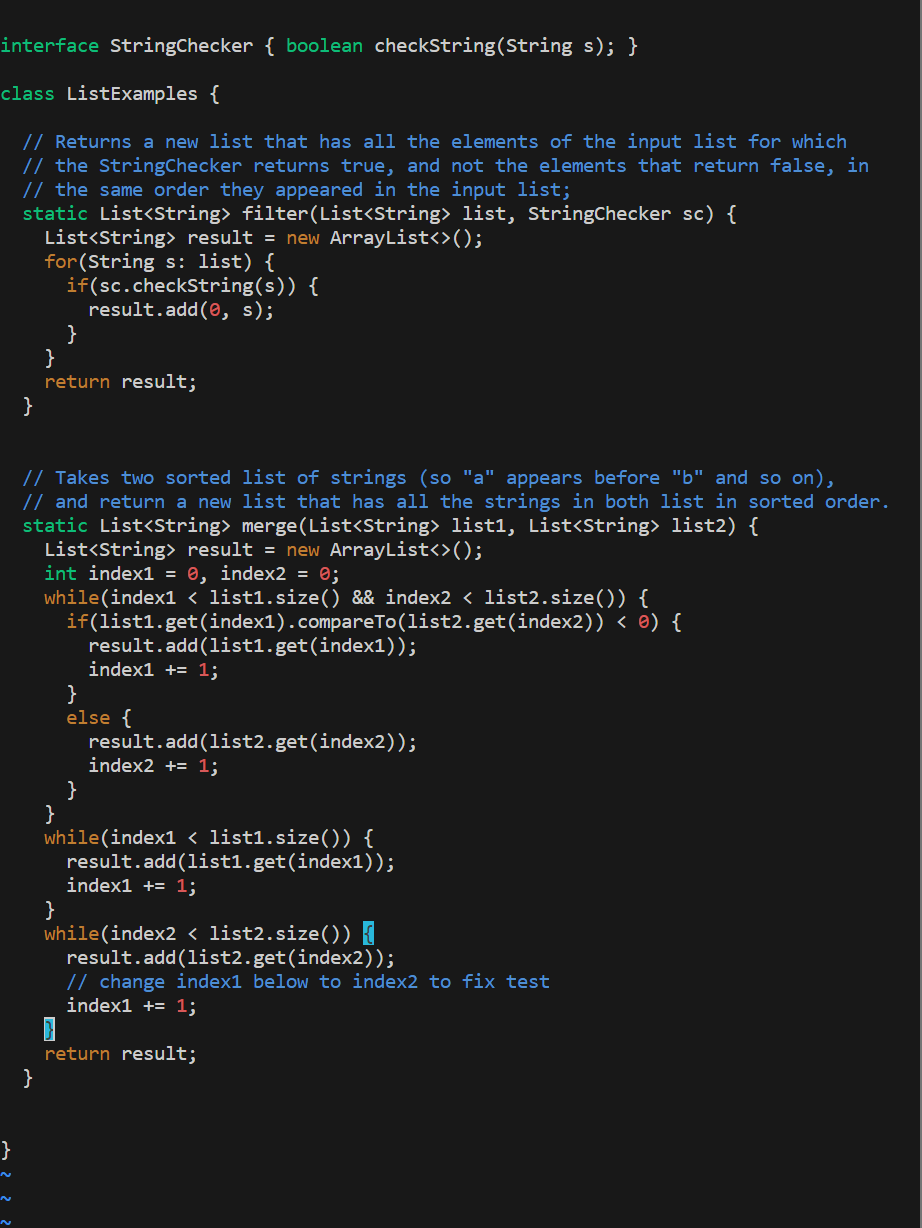 interface StringChecker { boolean checkString(String s); }

class ListExamples {

  // Returns a new list that has all the elements of the input list for which
  // the StringChecker returns true, and not the elements that return false, in
  // the same order they appeared in the input list;
  static List<String> filter(List<String> list, StringChecker sc) {
    List<String> result = new ArrayList<>();
    for(String s: list) {
      if(sc.checkString(s)) {
        result.add(0, s);
      }
    }
    return result;
  }


  // Takes two sorted list of strings (so "a" appears before "b" and so on),
  // and return a new list that has all the strings in both list in sorted order.
  static List<String> merge(List<String> list1, List<String> list2) {
    List<String> result = new ArrayList<>();
    int index1 = 0, index2 = 0;
    while(index1 < list1.size() && index2 < list2.size()) {
      if(list1.get(index1).compareTo(list2.get(index2)) < 0) {
        result.add(list1.get(index1));
        index1 += 1;
      }
      else {
        result.add(list2.get(index2));
        index2 += 1;
      }
    }
    while(index1 < list1.size()) {
      result.add(list1.get(index1));
      index1 += 1;
    }
    while(index2 < list2.size()) {
      result.add(list2.get(index2));
      // change index1 below to index2 to fix test
      index1 += 1;
    }
    return result;
  }


}
~
~
~